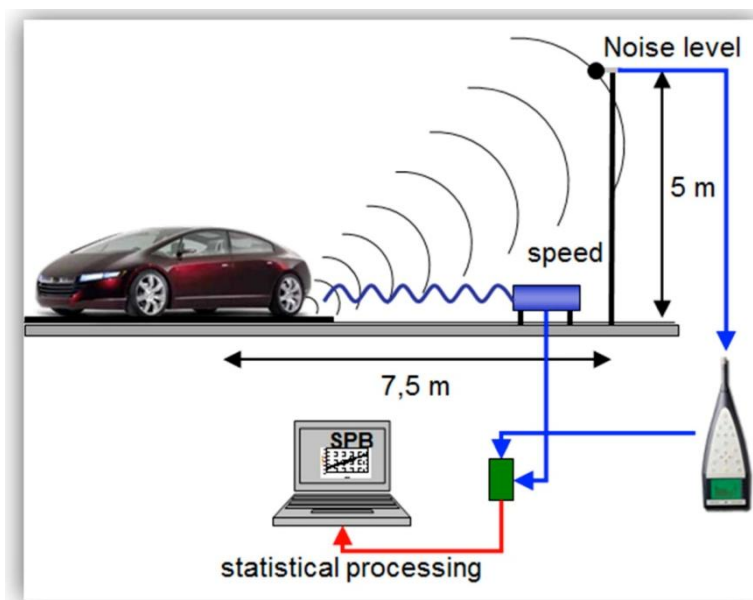 Noise level
5 m
speed
7,5 m
SPB
statistical processing